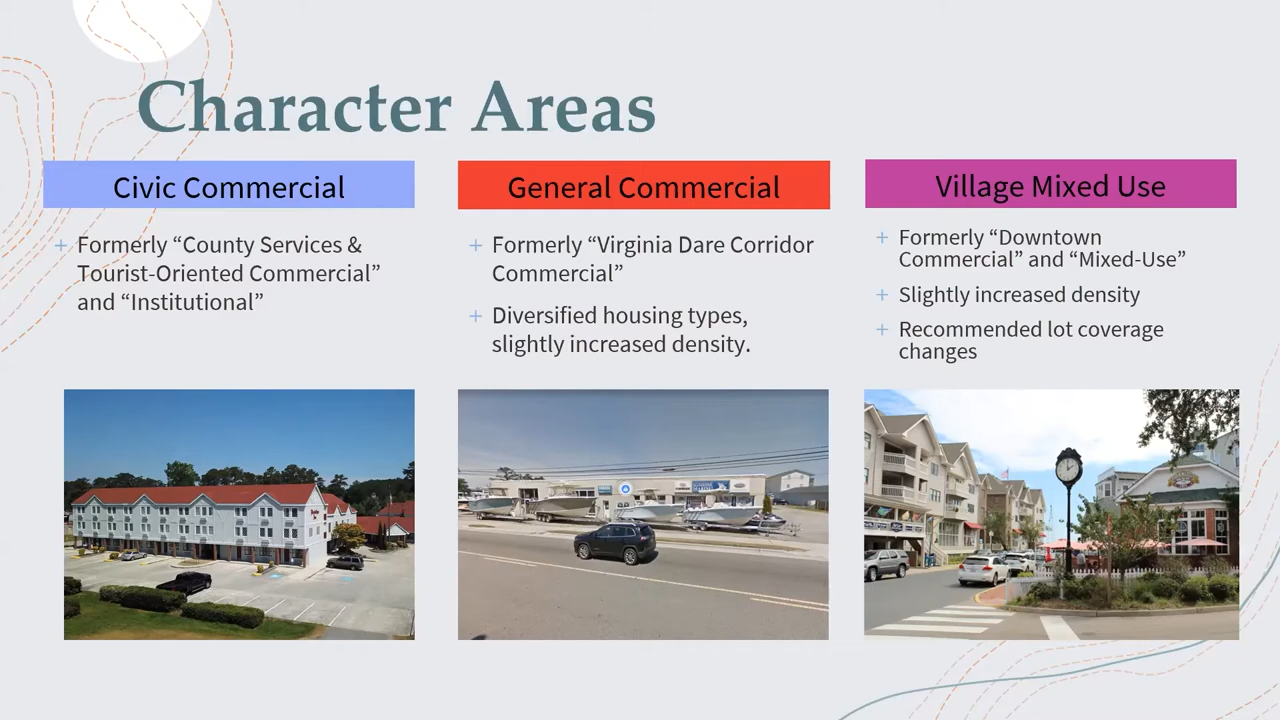 Character Areas
Civic Commercial
+ Formerly “County Services &
Tourist-Oriented Commercial”
and “Institutional”
General Commercial
+ Formerly “Virginia Dare Corridor
Commercial”
+ Diversified housing types,
slightly increased density.
Village Mixed Use
+ Formerly “Downtown
Commercial” and “Mixed-Use”
+ Slightly increased density
+ Recommended lot coverage
changes